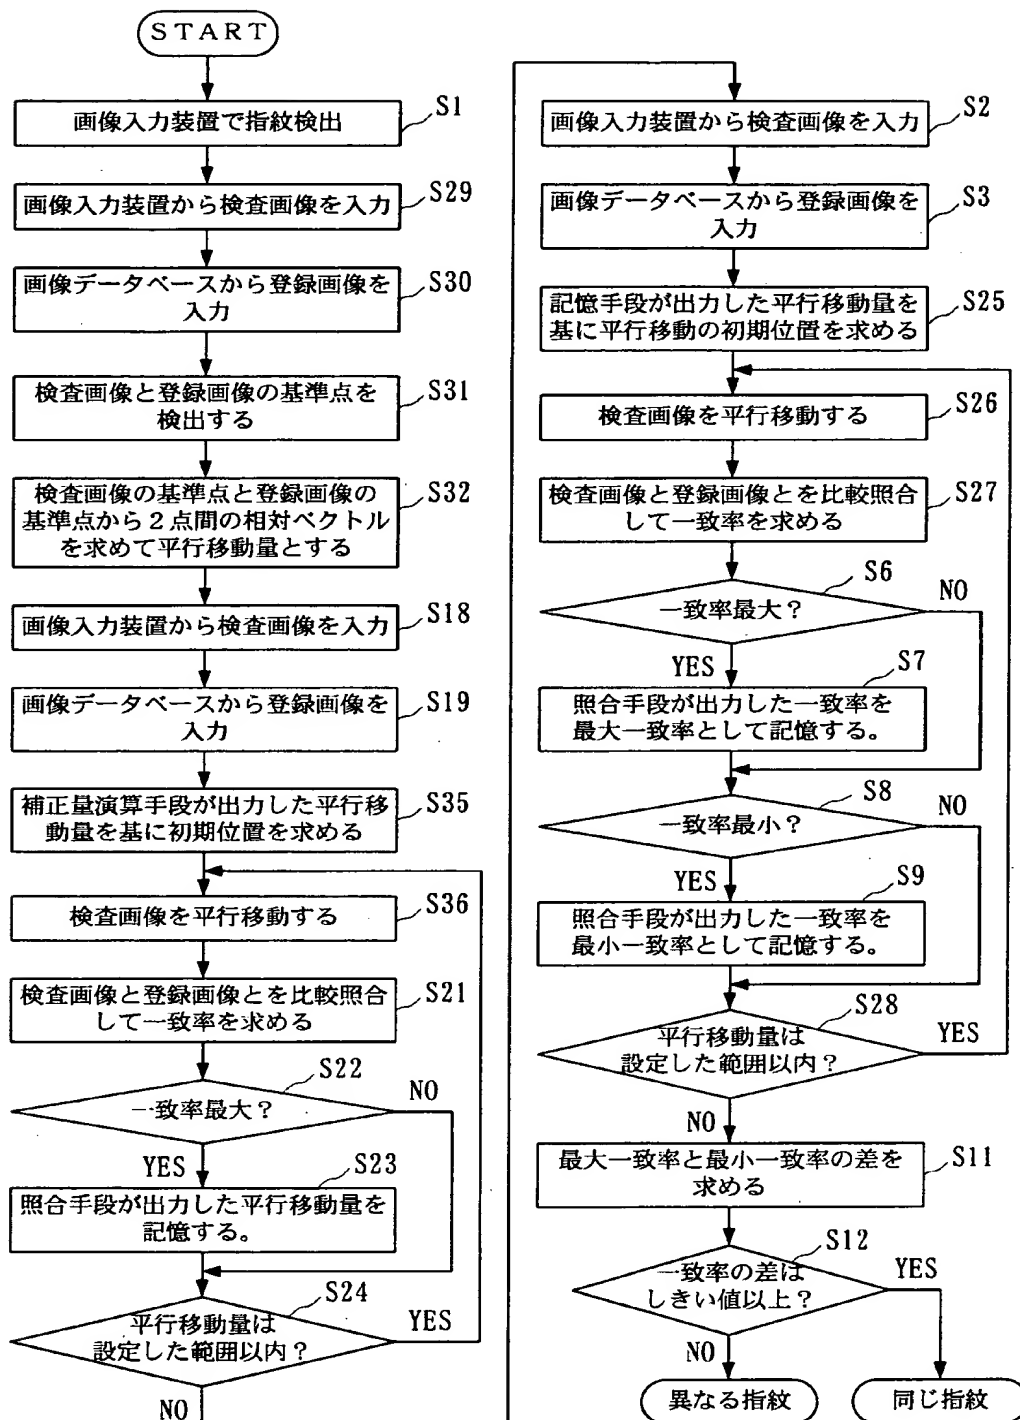 START
画像入力装置で指紋検出
S1
画像入力装置から検査画像を入力
S29
画像データベースから登録画像を
入力
S30
検査画像と登録画像の基準点を
検出する
S31
検査画像の基準点と登録画像の
基準点から2点間の相対ベクトル
を求めて平行移動量とする
S32
画像入力装置から検査画像を入力
S18
画像データベースから登録画像を
入力
S19
補正量演算手段が出力した平行移
動量を基に初期位置を求める
S35
検査画像を平行移動する
S36
検査画像と登録画像とを比較照合
して一致率を求める
S21
一致率最大?
S22
NO
YES
照合手段が出力した平行移動量を
記憶する。
S23
平行移動量は
設定した範囲以内?
S24
YES
NO
画像入力装置から検査画像を入力
S2
画像データベースから登録画像を
入力
S3
記憶手段が出力した平行移動量を
基に平行移動の初期位置を求める
S25
検査画像を平行移動する
S26
検査画像と登録画像とを比較照合
して一致率を求める
S27
一致率最大?
S6
NO
YES
照合手段が出力した一致率を
最大一致率として記憶する。
S7
一致率最小?
S8
NO
YES
照合手段が出力した一致率を
最小一致率として記憶する。
S9
平行移動量は
設定した範囲以内?
S28
YES
NO
最大一致率と最小一致率の差を
求める
S11
一致率の差は
しきい値以上?
S12
YES
NO
異なる指紋
同じ指紋